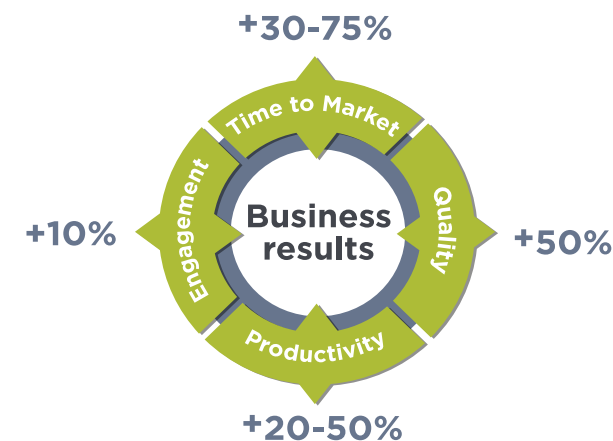 +30-75%
Time to Market
Engagement
Business
results
Quality
+10%
+50%
Productivity
+20-50%